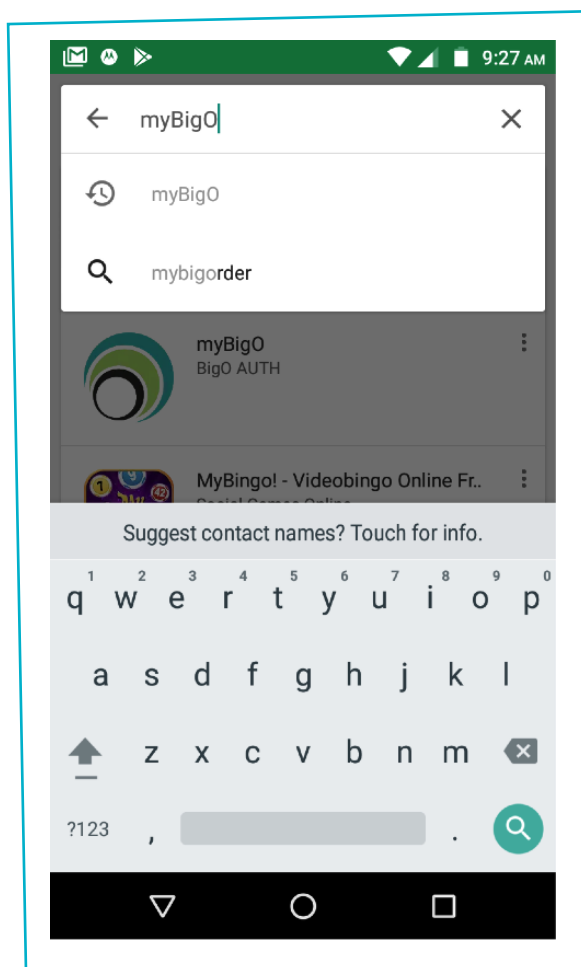 9:27 AM
myBigO
myBigO
mybigorder
myBigO
BigO AUTH
MyBingo! - Videobingo Online Fr..
Suggest contact names? Touch for info.
1 2 3 4 5 6 7 8 9 0
q w e r t y u i o p
a s d f g h j k l
z x c v b n m
?123 , .